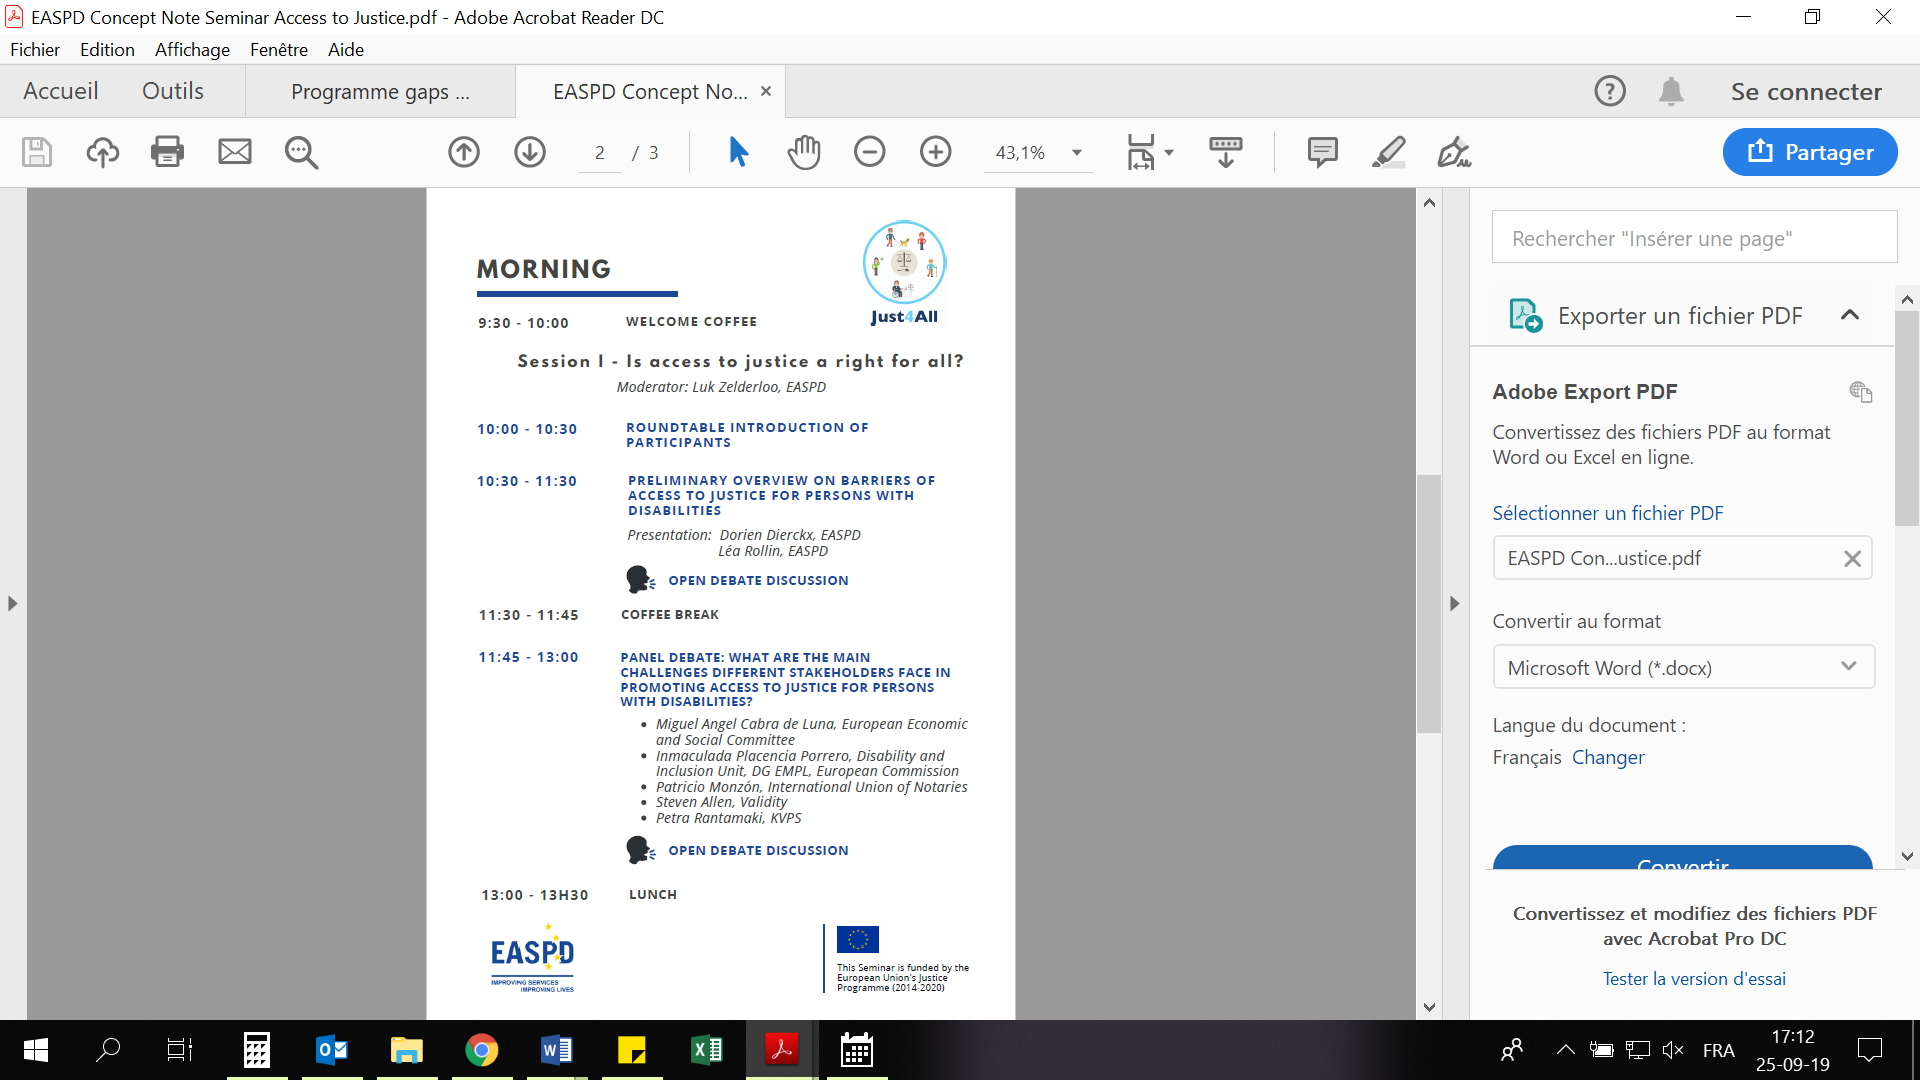 EASPD Concept Note Seminar Access to Justice.pdf - Adobe Acrobat Reader DC
Fichier Edition Affichage Fenêtre Aide
Accueil Outils Programme gaps ... EASPD Concept No... × ? Se connecter
2 / 3 43,1% Partager
MORNING
Just4All
9:30 - 10:00 WELCOME COFFEE
Session I - Is access to justice a right for all?
Moderator: Luk Zelderloo, EASPD
10:00 - 10:30 ROUNDTABLE INTRODUCTION OF
PARTICIPANTS
10:30 - 11:30 PRELIMINARY OVERVIEW ON BARRIERS OF
ACCESS TO JUSTICE FOR PERSONS WITH
DISABILITIES
Presentation: Dorien Dierckx, EASPD
Léa Rollin, EASPD
OPEN DEBATE DISCUSSION
11:30 - 11:45 COFFEE BREAK
11:45 - 13:00 PANEL DEBATE: WHAT ARE THE MAIN
CHALLENGES DIFFERENT STAKEHOLDERS FACE IN
PROMOTING ACCESS TO JUSTICE FOR PERSONS
WITH DISABILITIES?
• Miguel Angel Cabra de Luna, European Economic
and Social Committee
• Inmaculada Placencia Porrero, Disability and
Inclusion Unit, DG EMPL, European Commission
• Patricio Monzón, International Union of Notaries
• Steven Allen, Validity
• Petra Rantamaki, KVPS
OPEN DEBATE DISCUSSION
13:00 - 13H30 LUNCH
EASPD
IMPROVING SERVICES
IMPROVING LIVES
This Seminar is funded by the
European Union's Justice
Programme (2014-2020)
Rechercher "Insérer une page"
Exporter un fichier PDF
Adobe Export PDF
Convertissez des fichiers PDF au format
Word ou Excel en ligne.
Sélectionner un fichier PDF
EASPD Con...ustice.pdf
Convertir au format
Microsoft Word (*.docx)
Langue du document :
Français Changer
Convertir
Convertissez et modifiez des fichiers PDF
avec Acrobat Pro DC
Tester la version d'essai
FRA
17:12
25-09-19